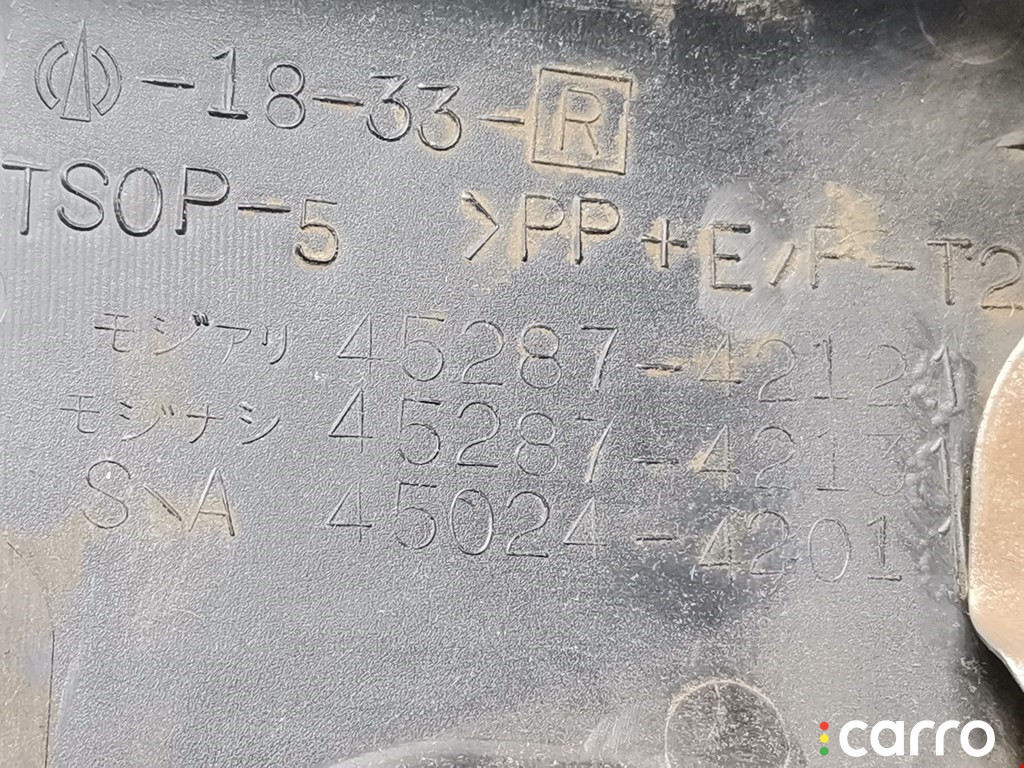 -18-33-R
TSOP-5 >PP+E/P-T2
モジアリ 45287-42121
モジナシ 45287-42131
S、A 45024-42011
carro